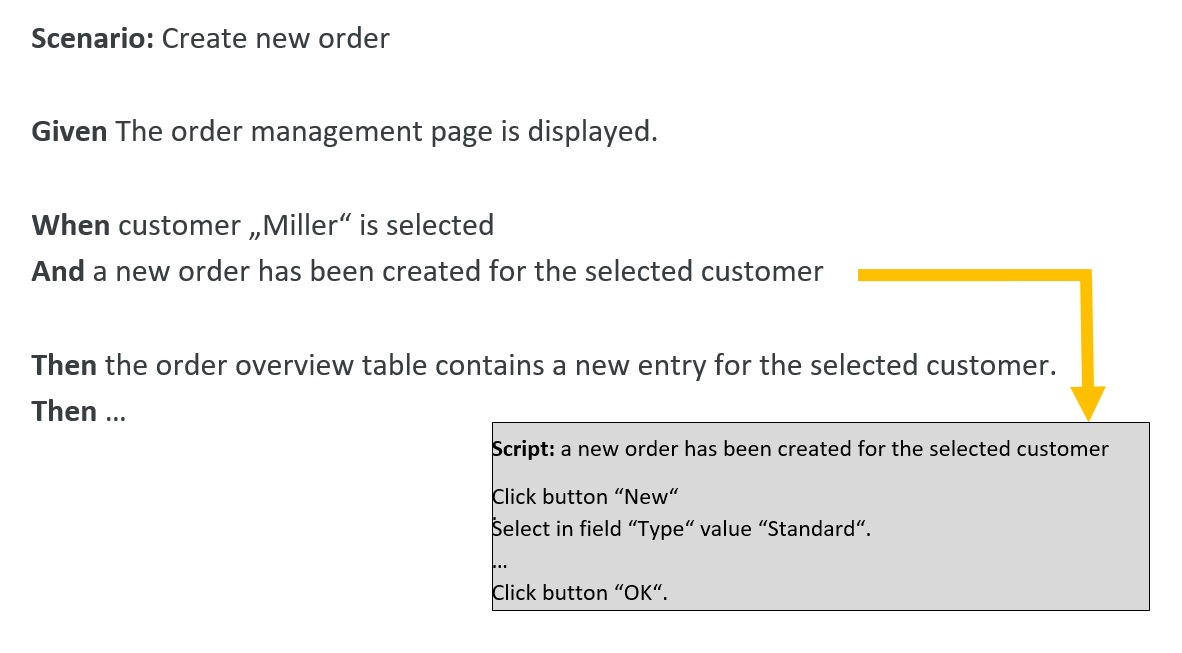 Scenario: Create new order
Given The order management page is displayed.
When customer „Miller“ is selected
And a new order has been created for the selected customer
Then the order overview table contains a new entry for the selected customer.
Then ...
Script: a new order has been created for the selected customer
Click button “New“
.
Select in field “Type“ value “Standard“.
...
Click button “OK“.